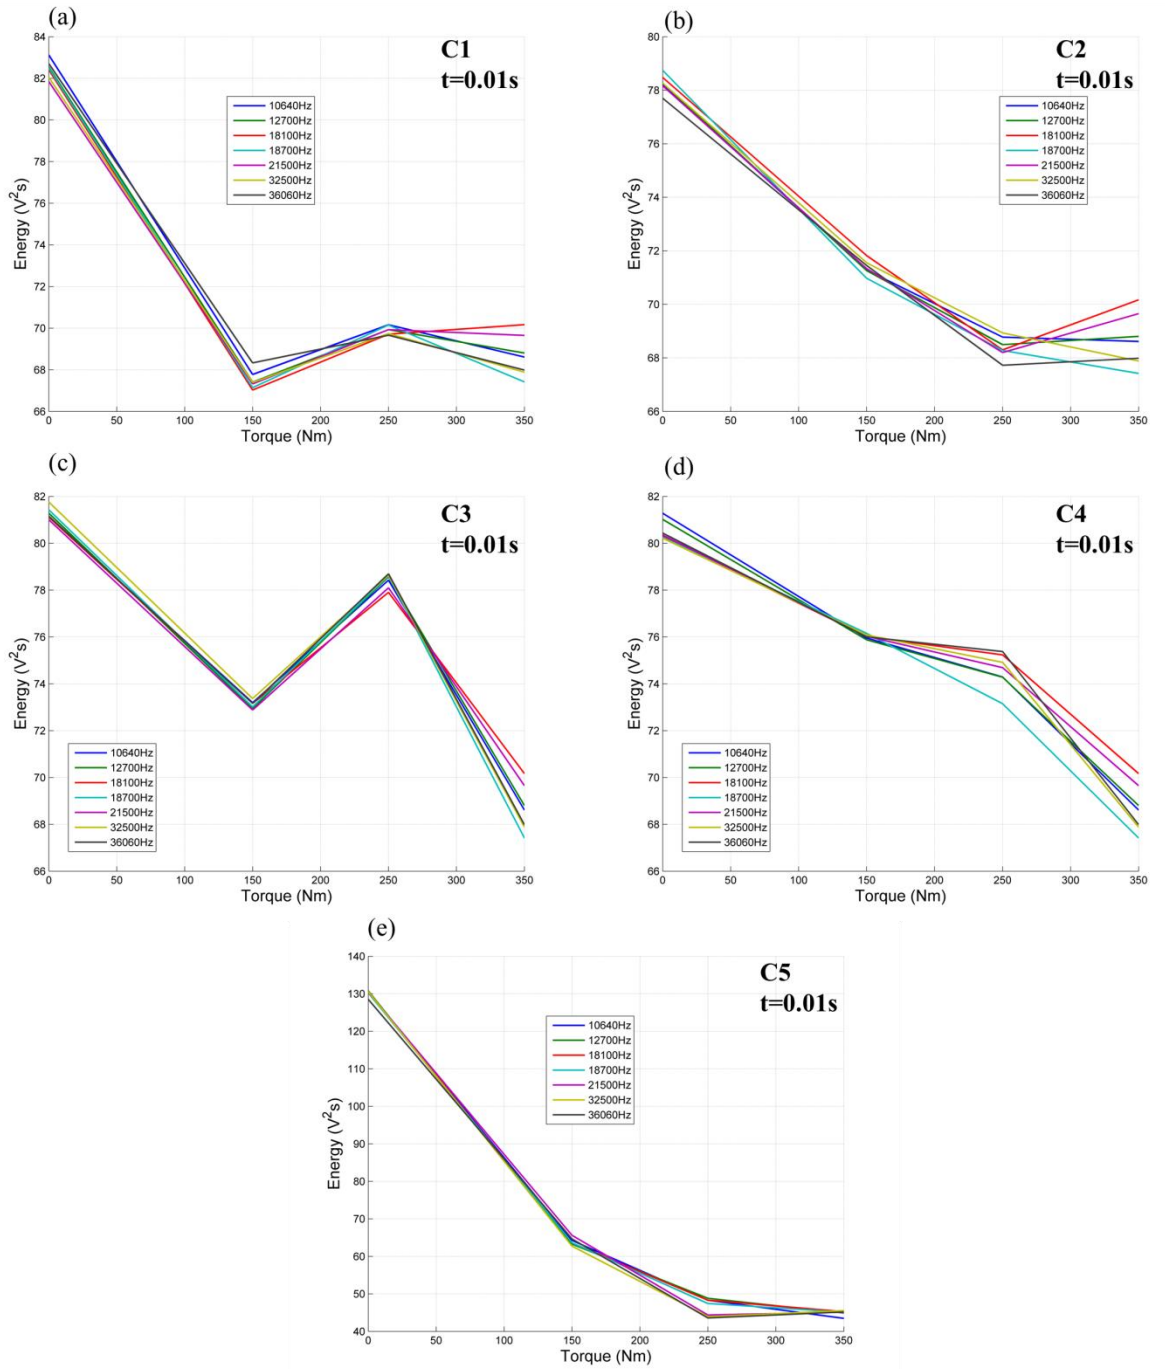 (a)
C1
t=0.01s
84
82
80
78
76
74
72
70
68
66
Energy (V²s)
10640Hz
12700Hz
18100Hz
18700Hz
21500Hz
32500Hz
36060Hz
0 50 100 150 200 250 300 350
Torque (Nm)
(b)
C2
t=0.01s
80
78
76
74
72
70
68
66
Energy (V²s)
10640Hz
12700Hz
18100Hz
18700Hz
21500Hz
32500Hz
36060Hz
0 50 100 150 200 250 300 350
Torque (Nm)
(c)
C3
t=0.01s
82
80
78
76
74
72
70
68
66
Energy (V²s)
10640Hz
12700Hz
18100Hz
18700Hz
21500Hz
32500Hz
36060Hz
0 50 100 150 200 250 300 350
Torque (Nm)
(d)
C4
t=0.01s
82
80
78
76
74
72
70
68
66
Energy (V²s)
10640Hz
12700Hz
18100Hz
18700Hz
21500Hz
32500Hz
36060Hz
0 50 100 150 200 250 300 350
Torque (Nm)
(e)
C5
t=0.01s
140
130
120
110
100
90
80
70
60
50
40
Energy (V²s)
10640Hz
12700Hz
18100Hz
18700Hz
21500Hz
32500Hz
36060Hz
0 50 100 150 200 250 300 350
Torque (Nm)